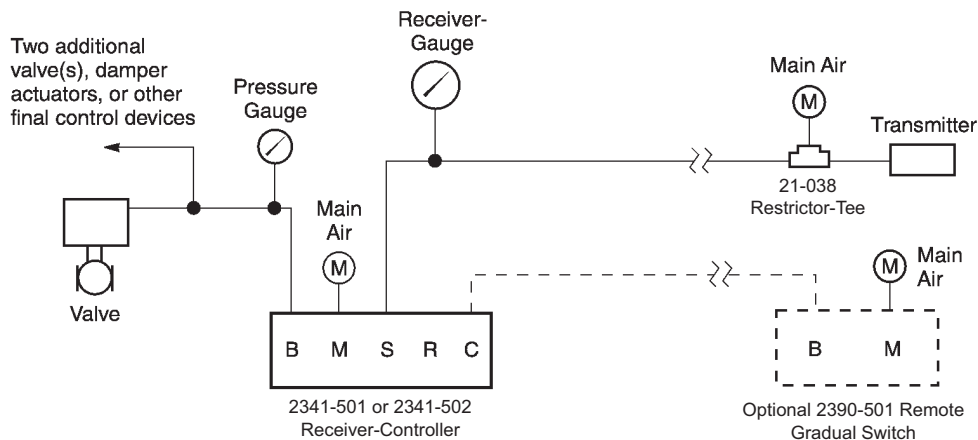 Receiver-
Gauge
Two additional
valve(s), damper
actuators, or other
final control devices
Pressure
Gauge
Main Air
M
Transmitter
21-038
Restrictor-Tee
Main
Air
M
Valve
M
Main
Air
B M S R C
B M
2341-501 or 2341-502
Receiver-Controller
Optional 2390-501 Remote
Gradual Switch